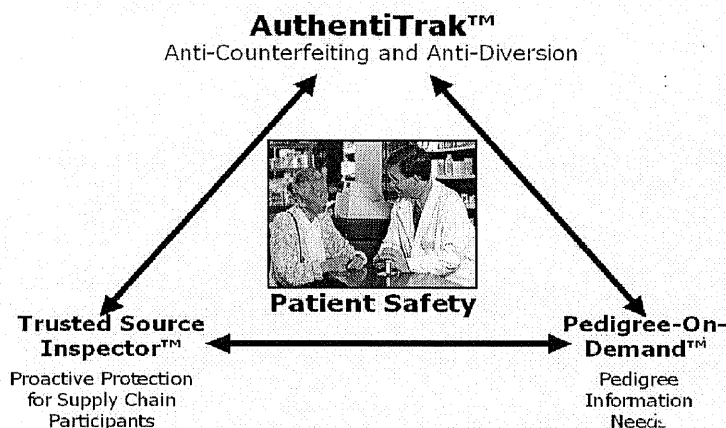 AuthentiTrak™
Anti-Counterfeiting and Anti-Diversion
Patient Safety
Trusted Source
Inspector™
Proactive Protection
for Supply Chain
Participants
Pedigree-On-
Demand™
Pedigree
Information
Needs